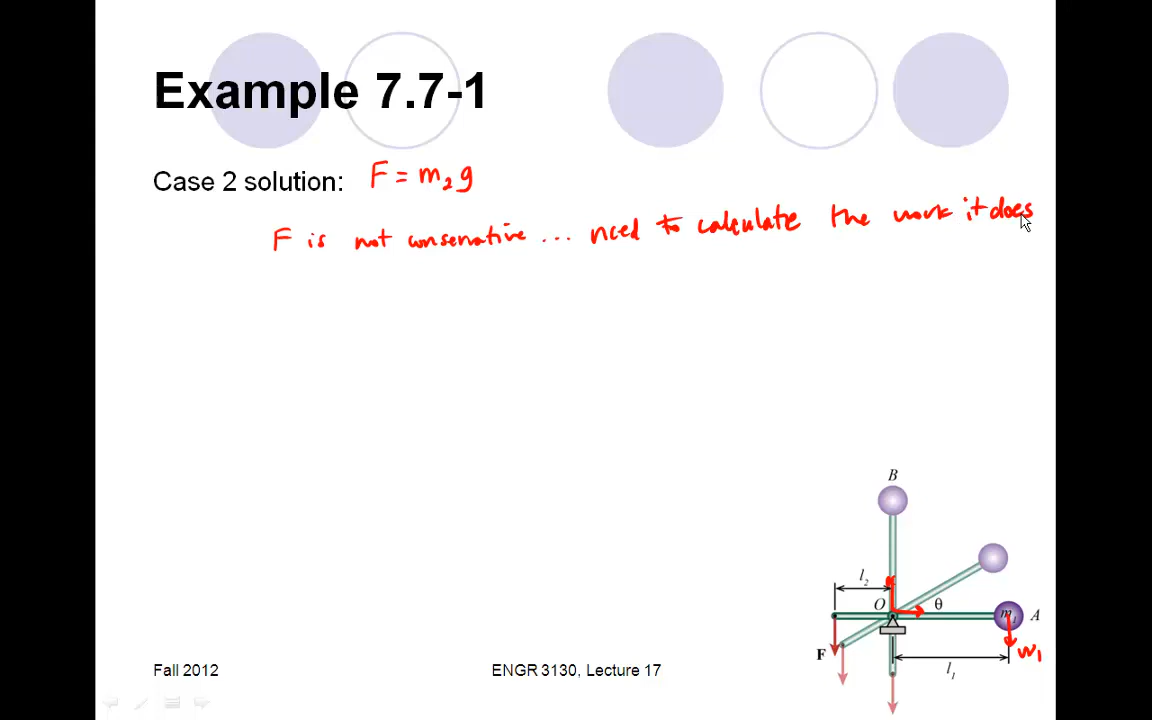 Example 7.7-1
Case 2 solution: F = m₂g
F is not conservative ... need to calculate the work it does
B
l₂
O θ
m₁ A
F
w₁
l₁
Fall 2012 ENGR 3130, Lecture 17